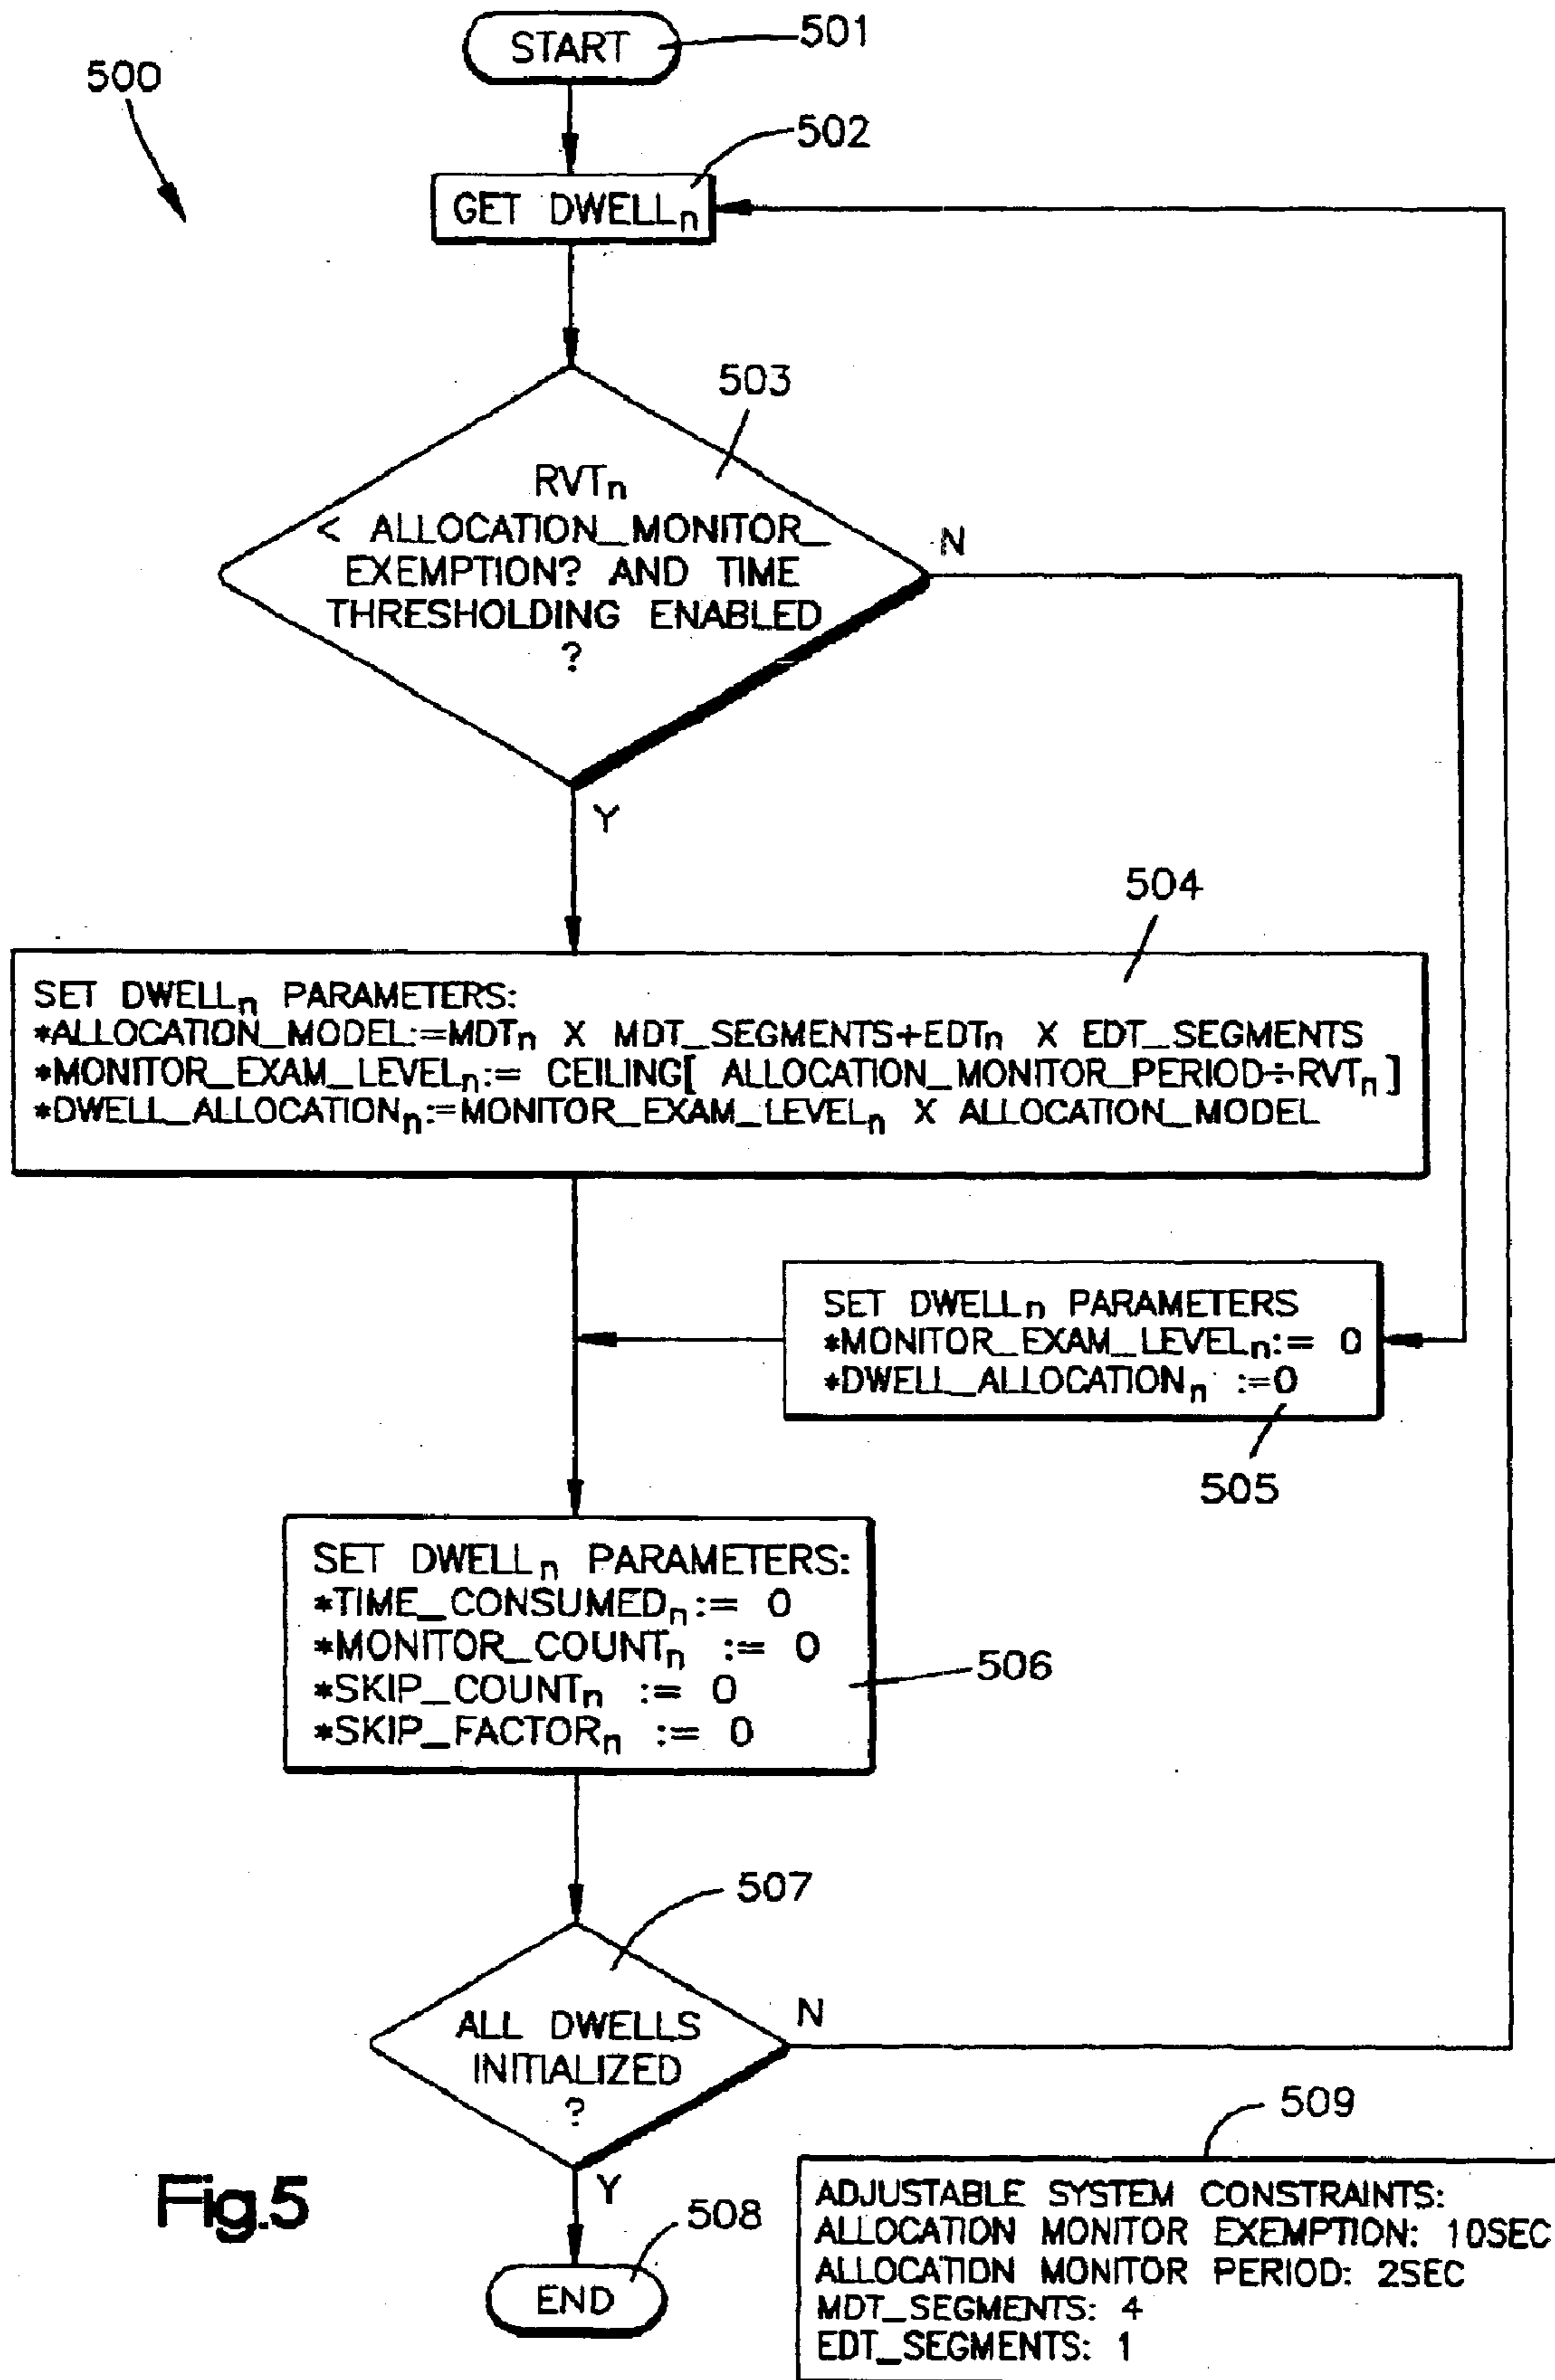 START
501
500
502
GET DWELLn
503
RVTn
< ALLOCATION_MONITOR_
EXEMPTION? AND TIME
THRESHOLDING ENABLED
?
N
Y
504
SET DWELLn PARAMETERS:
*ALLOCATION_MODEL:=MDTn X MDT_SEGMENTS+EDTn X EDT_SEGMENTS
*MONITOR_EXAM_LEVELn:= CEILING[ ALLOCATION_MONITOR_PERIOD÷RVTn]
*DWELL_ALLOCATIONn:=MONITOR_EXAM_LEVELn X ALLOCATION_MODEL
SET DWELLn PARAMETERS
*MONITOR_EXAM_LEVELn:= 0
*DWELL_ALLOCATIONn :=0
505
SET DWELLn PARAMETERS:
*TIME_CONSUMEDn:= 0
*MONITOR_COUNTn := 0
*SKIP_COUNTn := 0
*SKIP_FACTORn := 0
506
507
ALL DWELLS
INITIALIZED
?
N
Y
508
END
509
ADJUSTABLE SYSTEM CONSTRAINTS:
ALLOCATION MONITOR EXEMPTION: 10SEC
ALLOCATION MONITOR PERIOD: 2SEC
MDT_SEGMENTS: 4
EDT_SEGMENTS: 1
Fig.5